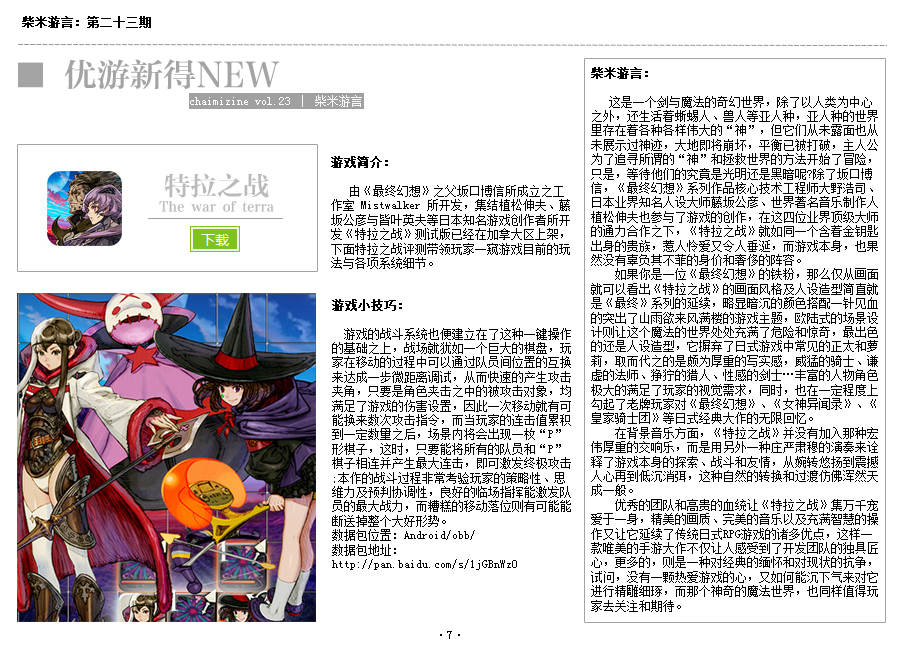 柴米游言：第二十三期
优游新得NEW
chaimizine vol.23 | 柴米游言
特拉之战
The war of terra
下载
游戏简介：
由《最终幻想》之父坂口博信所成立之工
作室 Mistwalker 所开发，集结植松伸夫、藤
坂公彦与皆叶英夫等日本知名游戏创作者所开
发《特拉之战》测试版已经在加拿大区上架，
下面特拉之战评测带领玩家一窥游戏目前的玩
法与各项系统细节。
游戏小技巧：
游戏的战斗系统也便建立在了这种一键操作
的基础之上，战场就犹如一个巨大的棋盘，玩
家在移动的过程中可以通过队员间位置的互换
来达成一步微距离调试，从而快速的产生攻击
夹角，只要是角色夹击之中的被攻击对象，均
满足了游戏的伤害设置，因此一次移动就有可
能换来数次攻击指令，而当玩家的连击值累积
到一定数量之后，场景内将会出现一枚“P”
形棋子，这时，只要能将所有的队员和“P”
棋子相连并产生最大连击，即可激发终极攻击
;本作的战斗过程非常考验玩家的策略性、思
维力及预判协调性，良好的临场指挥能激发队
员的最大战力，而糟糕的移动落位则有可能能
断送掉整个大好形势。
数据包位置：Android/obb/
数据包地址：
http://pan.baidu.com/s/1jGBnWzO
柴米游言：
这是一个剑与魔法的奇幻世界，除了以人类为中心
之外，还生活着蜥蜴人、兽人等亚人种，亚人种的世界
里存在着各种各样伟大的“神”，但它们从未露面也从
未展示过神迹，大地即将崩坏，平衡已被打破，主人公
为了追寻所谓的“神”和拯救世界的方法开始了冒险，
只是，等待他们的究竟是光明还是黑暗呢?除了坂口博
信，《最终幻想》系列作品核心技术工程师大野浩司、
日本业界知名人设大师藤坂公彦、世界著名音乐制作人
植松伸夫也参与了游戏的创作，在这四位业界顶级大师
的通力合作之下，《特拉之战》就如同一个含着金钥匙
出身的贵族，惹人怜爱又令人垂涎，而游戏本身，也果
然没有辜负其不菲的身价和奢侈的阵容。
如果你是一位《最终幻想》的铁粉，那么仅从画面
就可以看出《特拉之战》的画面风格及人设造型简直就
是《最终》系列的延续，略显暗沉的颜色搭配一针见血
的突出了山雨欲来风满楼的游戏主题，欧陆式的场景设
计则让这个魔法的世界处处充满了危险和惊奇，最出色
的还是人设造型，它摒弃了日式游戏中常见的正太和萝
莉，取而代之的是颇为厚重的写实感，威猛的骑士、谦
虚的法师、狰狞的猎人、性感的剑士…丰富的人物角色
极大的满足了玩家的视觉需求，同时，也在一定程度上
勾起了老牌玩家对《最终幻想》、《女神异闻录》、《
皇家骑士团》等日式经典大作的无限回忆。
在背景音乐方面，《特拉之战》并没有加入那种宏
伟厚重的交响乐，而是用另外一种庄严肃穆的演奏来诠
释了游戏本身的探索、战斗和友情，从婉转悠扬到震撼
人心再到低沉消弭，这种自然的转换和过渡仿佛浑然天
成一般。
优秀的团队和高贵的血统让《特拉之战》集万千宠
爱于一身，精美的画质、完美的音乐以及充满智慧的操
作又让它延续了传统日式RPG游戏的诸多优点，这样一
款唯美的手游大作不仅让人感受到了开发团队的独具匠
心，更多的，则是一种对经典的缅怀和对现状的抗争，
试问，没有一颗热爱游戏的心，又如何能沉下气来对它
进行精雕细琢，而那个神奇的魔法世界，也同样值得玩
家去关注和期待。
·7·